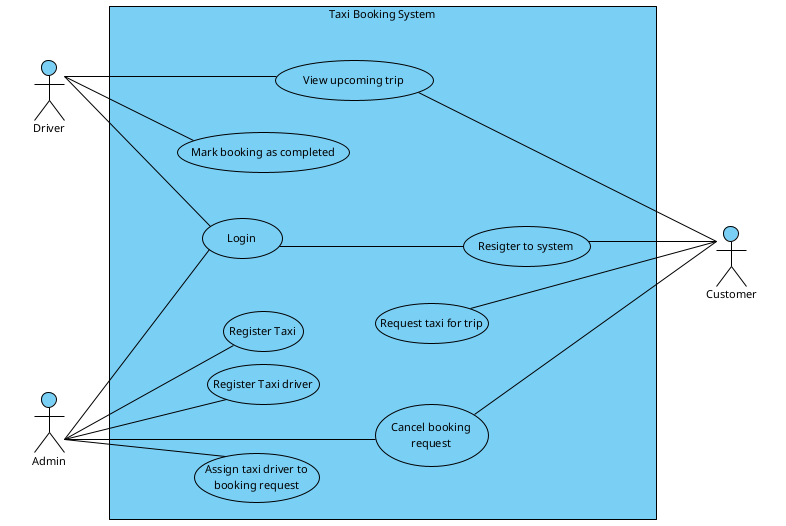 Taxi Booking System
View upcoming trip
Driver
Mark booking as completed
Login
Resigter to system
Customer
Register Taxi
Request taxi for trip
Register Taxi driver
Cancel booking
request
Admin
Assign taxi driver to
booking request